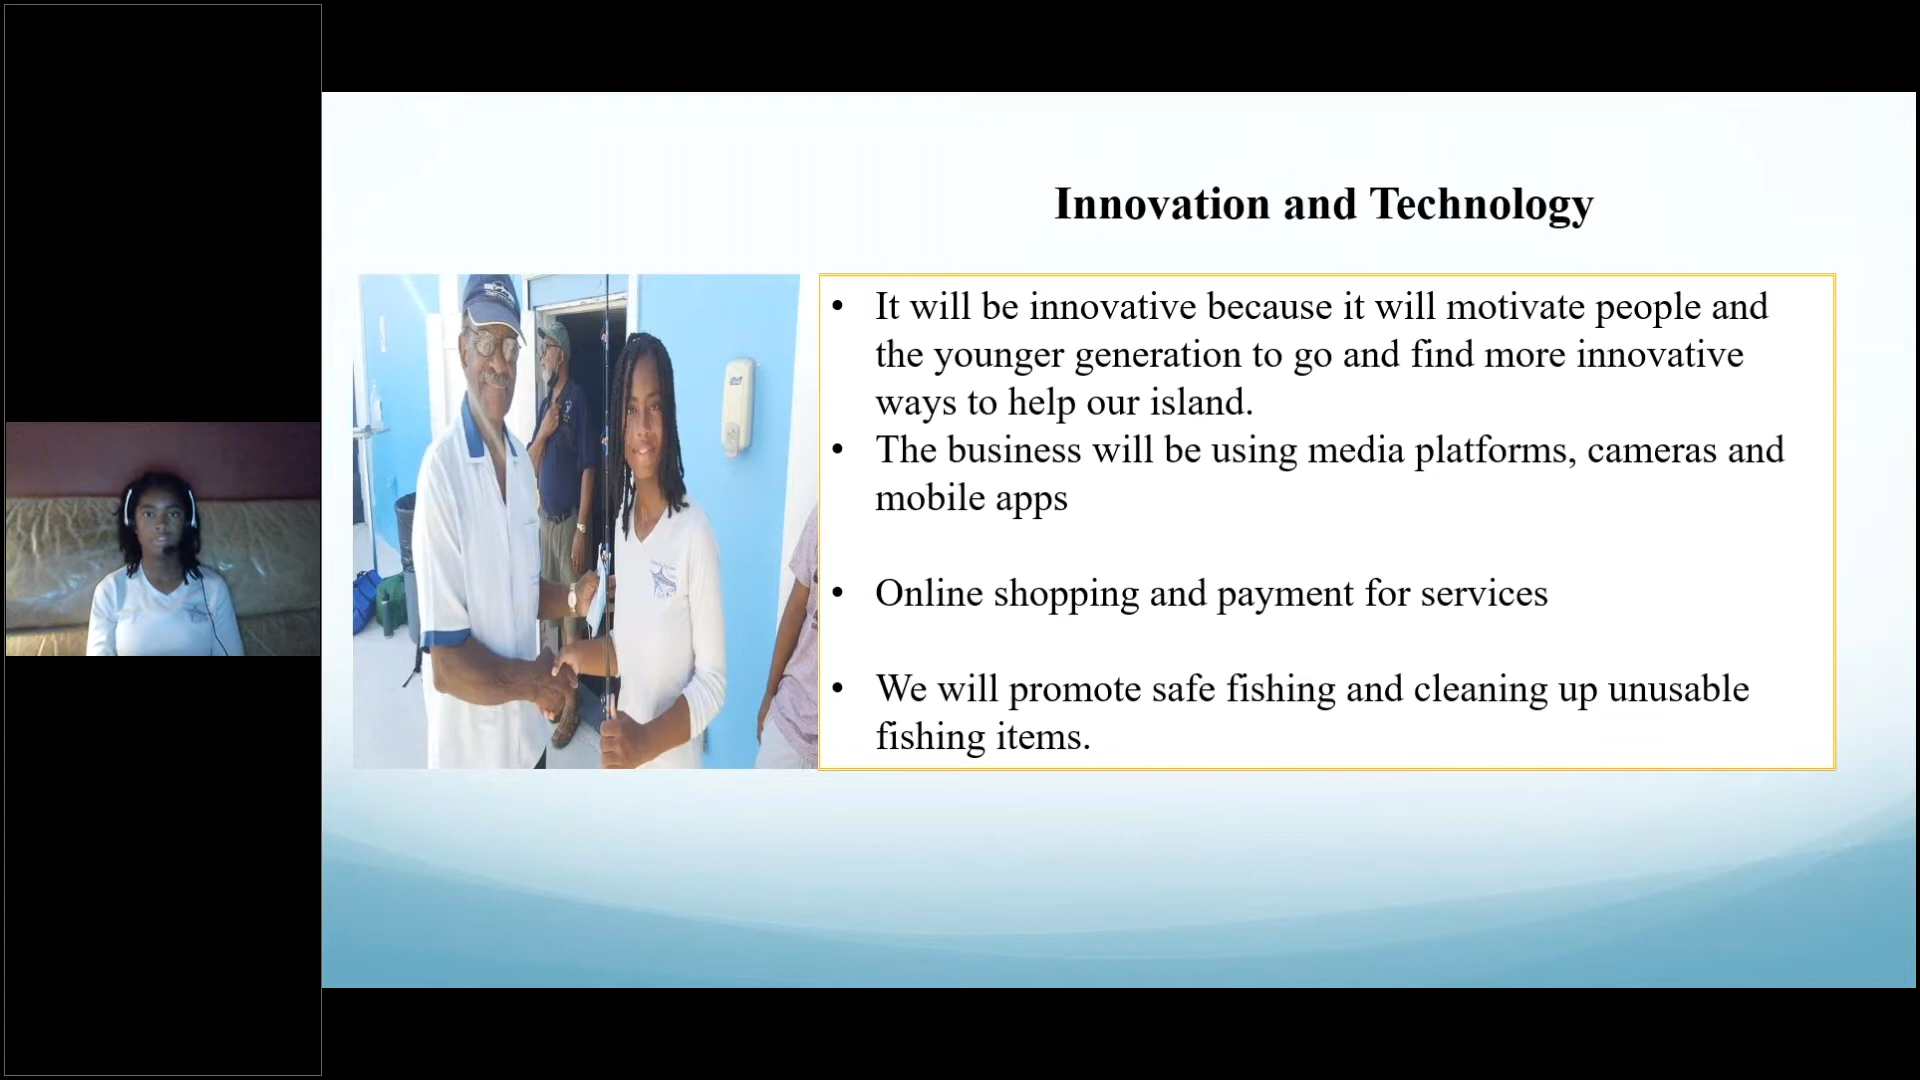 Innovation and Technology
• It will be innovative because it will motivate people and
the younger generation to go and find more innovative
ways to help our island.
• The business will be using media platforms, cameras and
mobile apps
• Online shopping and payment for services
• We will promote safe fishing and cleaning up unusable
fishing items.